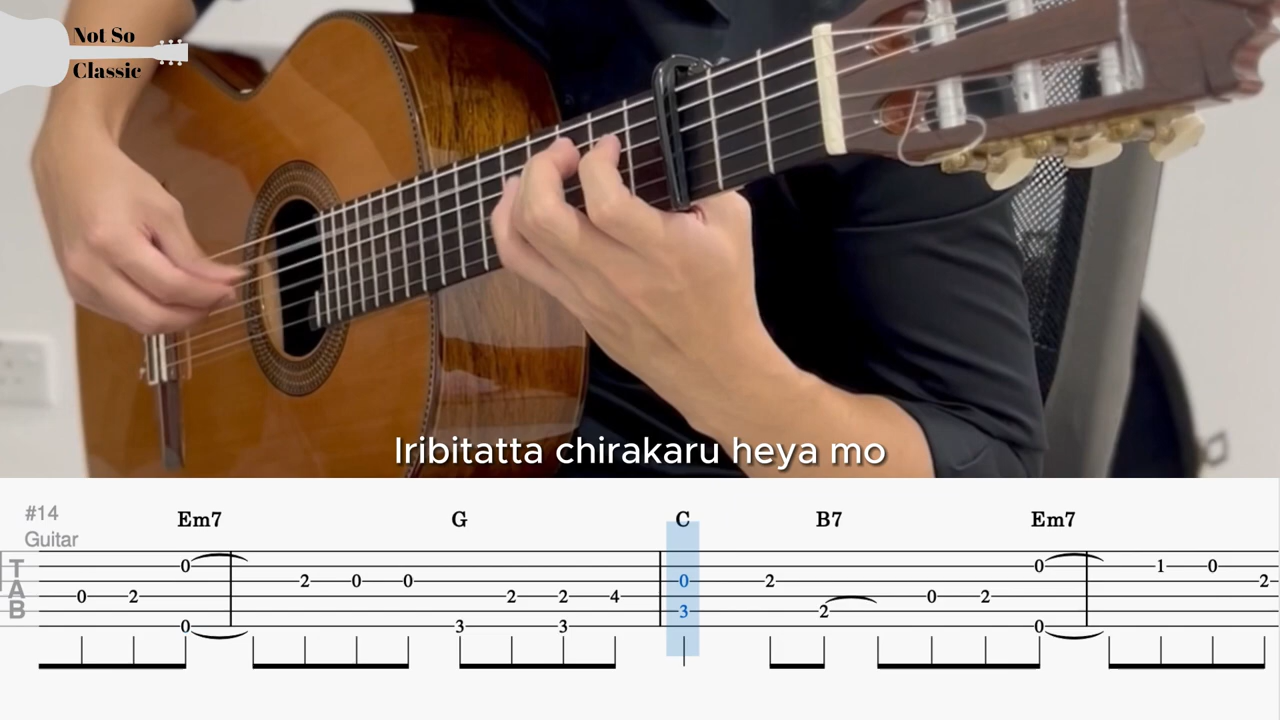 Not So
Classic
Iribitatta chirakaru heya mo
#14
Guitar
Em7 G C B7 Em7
T
A
B
0 0 1 0
2 0 0 0 2 2
0 2 2 2 4 0 2
3 2
0 3 3 0